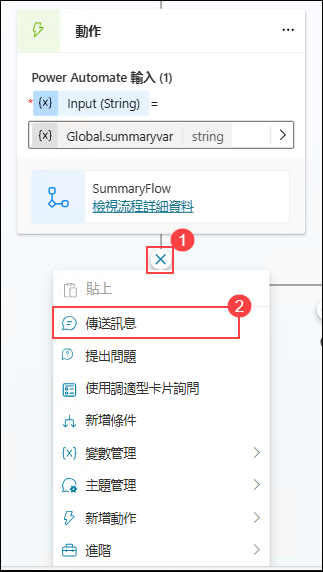 動作
Power Automate 輸入 (1)
* {x} Input (String) =
{x} Global.summaryvar string
SummaryFlow
檢視流程詳細資料
1
貼上
2
傳送訊息
提出問題
使用調適型卡片詢問
新增條件
{x} 變數管理
主題管理
新增動作
進階